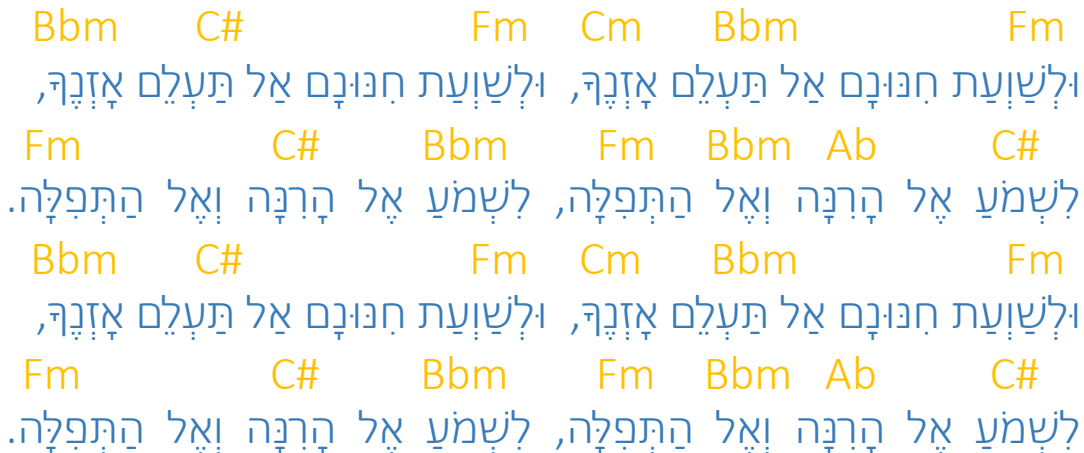 Bbm C# Fm Cm Bbm Fm
וּלְשַׁוְעַת חִנּוּנָם אַל תַּעְלֵם אָזְנֶךָּ, וּלְשַׁוְעַת חִנּוּנָם אַל תַּעְלֵם אָזְנֶךָּ,
Fm C# Bbm Fm Bbm Ab C#
לִשְׁמֹעַ אֶל הָרִנָּה וְאֶל הַתְּפִלָּה, לִשְׁמֹעַ אֶל הָרִנָּה וְאֶל הַתְּפִלָּה.
Bbm C# Fm Cm Bbm Fm
וּלְשַׁוְעַת חִנּוּנָם אַל תַּעְלֵם אָזְנֶךָּ, וּלְשַׁוְעַת חִנּוּנָם אַל תַּעְלֵם אָזְנֶךָּ,
Fm C# Bbm Fm Bbm Ab C#
לִשְׁמֹעַ אֶל הָרִנָּה וְאֶל הַתְּפִלָּה, לִשְׁמֹעַ אֶל הָרִנָּה וְאֶל הַתְּפִלָּה.